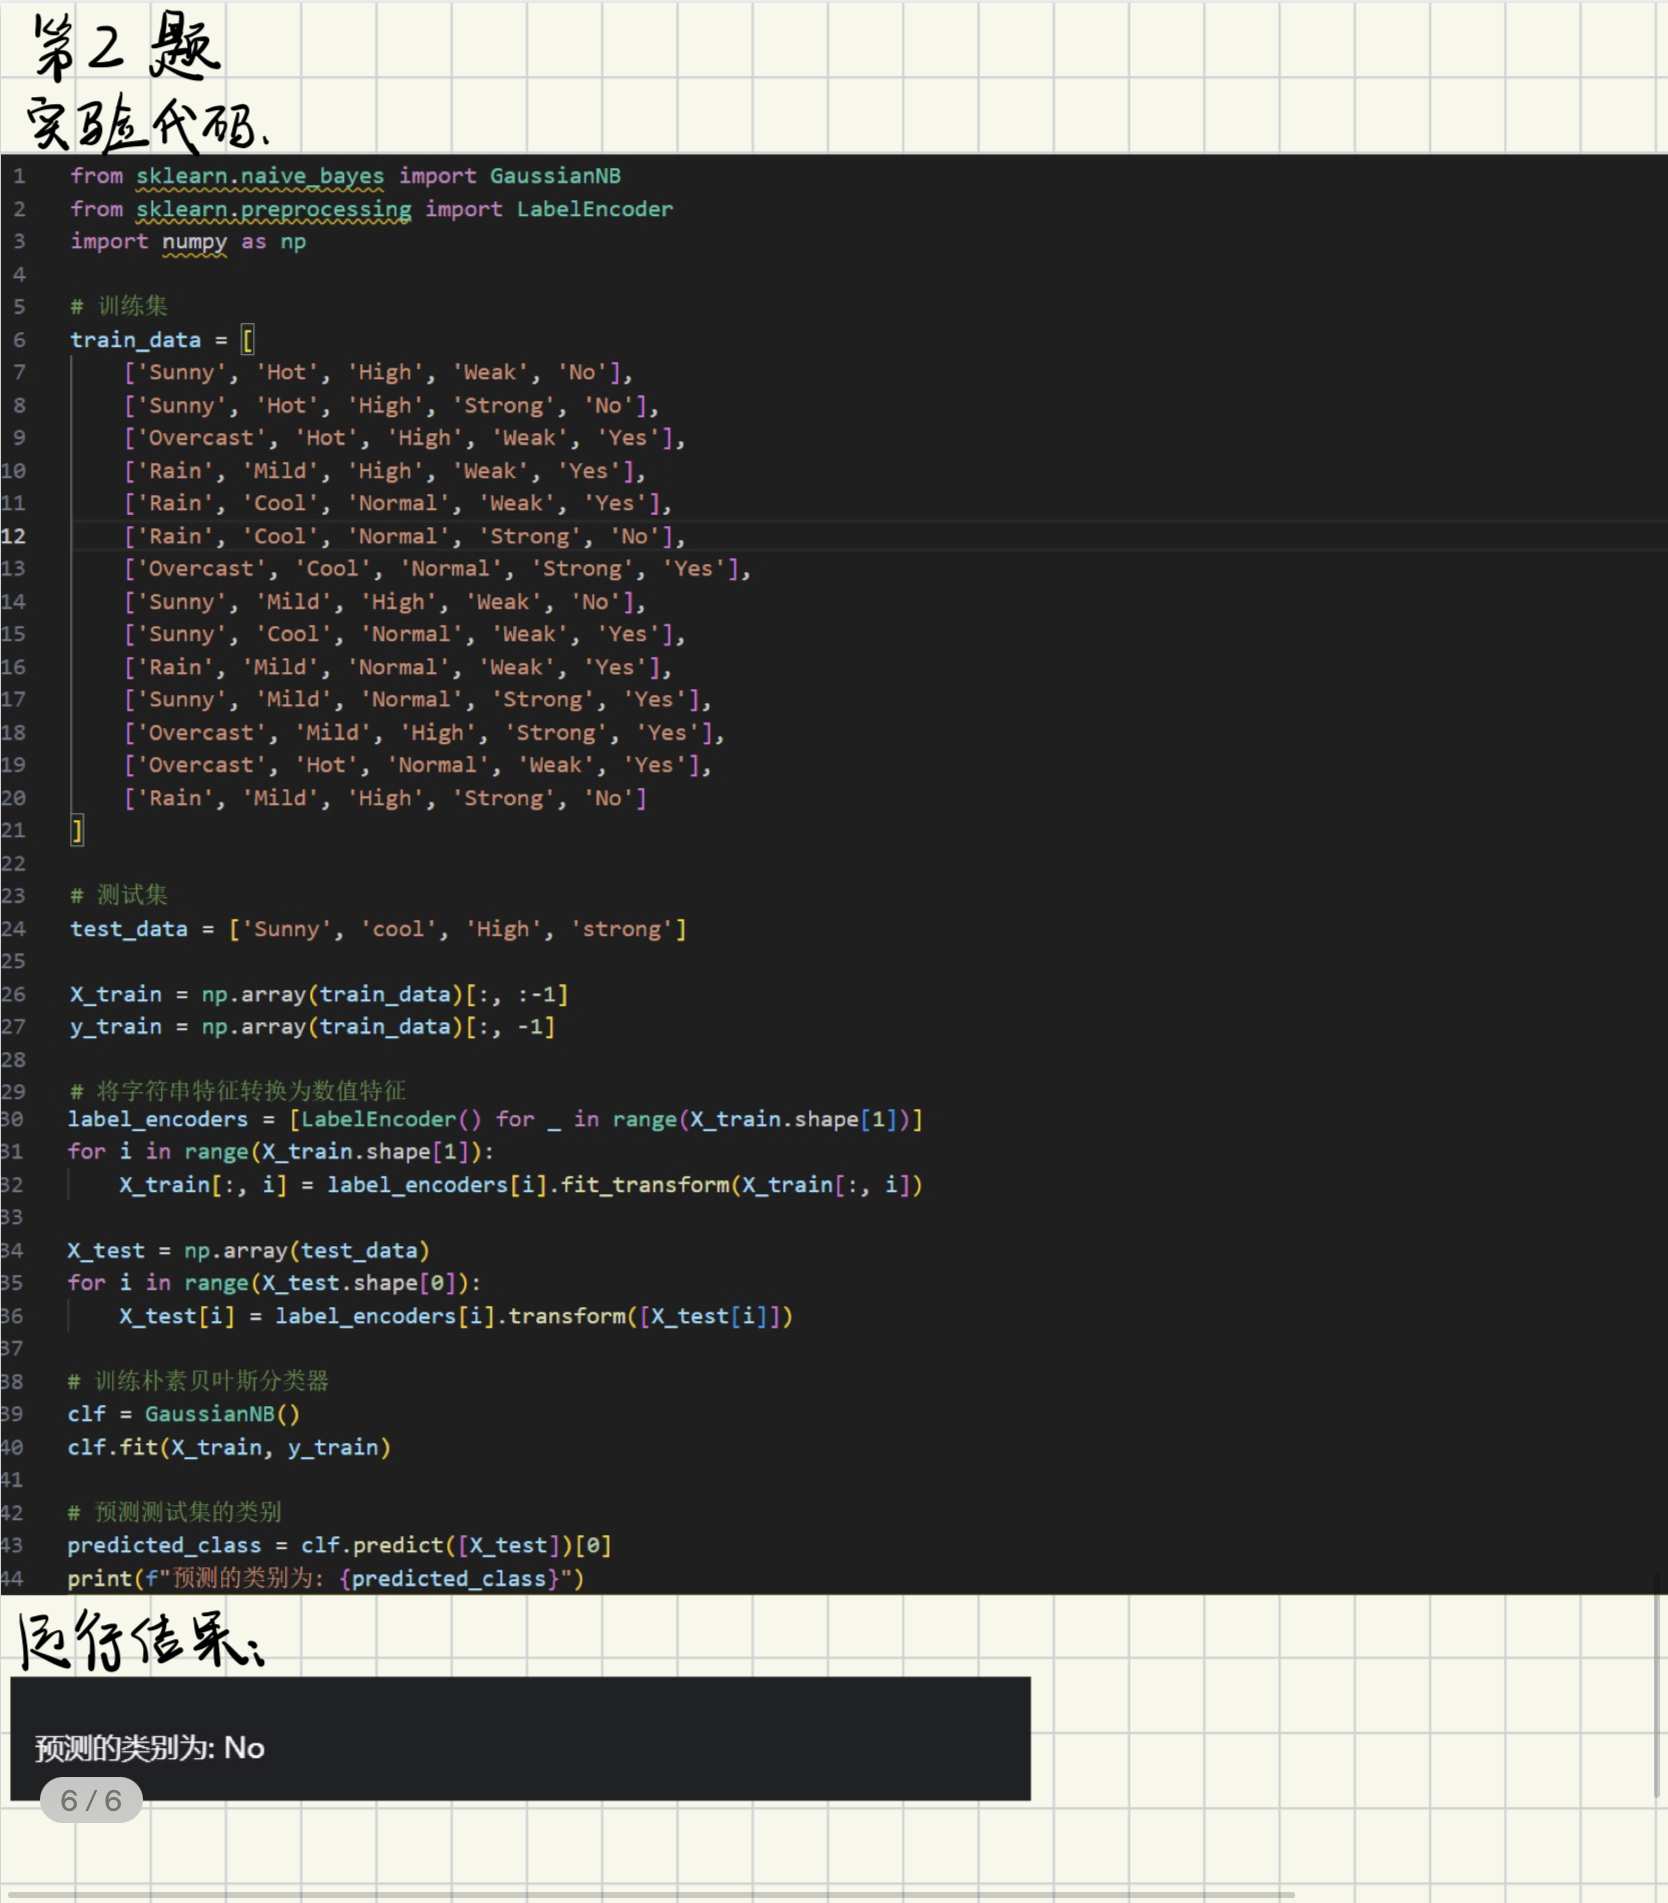 第2题
实验代码.
1 from sklearn.naive_bayes import GaussianNB
2 from sklearn.preprocessing import LabelEncoder
3 import numpy as np
4
5 # 训练集
6 train_data = [
7 ['Sunny', 'Hot', 'High', 'Weak', 'No'],
8 ['Sunny', 'Hot', 'High', 'Strong', 'No'],
9 ['Overcast', 'Hot', 'High', 'Weak', 'Yes'],
10 ['Rain', 'Mild', 'High', 'Weak', 'Yes'],
11 ['Rain', 'Cool', 'Normal', 'Weak', 'Yes'],
12 ['Rain', 'Cool', 'Normal', 'Strong', 'No'],
13 ['Overcast', 'Cool', 'Normal', 'Strong', 'Yes'],
14 ['Sunny', 'Mild', 'High', 'Weak', 'No'],
15 ['Sunny', 'Cool', 'Normal', 'Weak', 'Yes'],
16 ['Rain', 'Mild', 'Normal', 'Weak', 'Yes'],
17 ['Sunny', 'Mild', 'Normal', 'Strong', 'Yes'],
18 ['Overcast', 'Mild', 'High', 'Strong', 'Yes'],
19 ['Overcast', 'Hot', 'Normal', 'Weak', 'Yes'],
20 ['Rain', 'Mild', 'High', 'Strong', 'No']
21 ]
22
23 # 测试集
24 test_data = ['Sunny', 'cool', 'High', 'strong']
25
26 X_train = np.array(train_data)[:, :-1]
27 y_train = np.array(train_data)[:, -1]
28
29 # 将字符串特征转换为数值特征
30 label_encoders = [LabelEncoder() for _ in range(X_train.shape[1])]
31 for i in range(X_train.shape[1]):
32 X_train[:, i] = label_encoders[i].fit_transform(X_train[:, i])
33
34 X_test = np.array(test_data)
35 for i in range(X_test.shape[0]):
36 X_test[i] = label_encoders[i].transform([X_test[i]])
37
38 # 训练朴素贝叶斯分类器
39 clf = GaussianNB()
40 clf.fit(X_train, y_train)
41
42 # 预测测试集的类别
43 predicted_class = clf.predict([X_test])[0]
44 print(f"预测的类别为: {predicted_class}")
运行结果:
预测的类别为: No
6 / 6